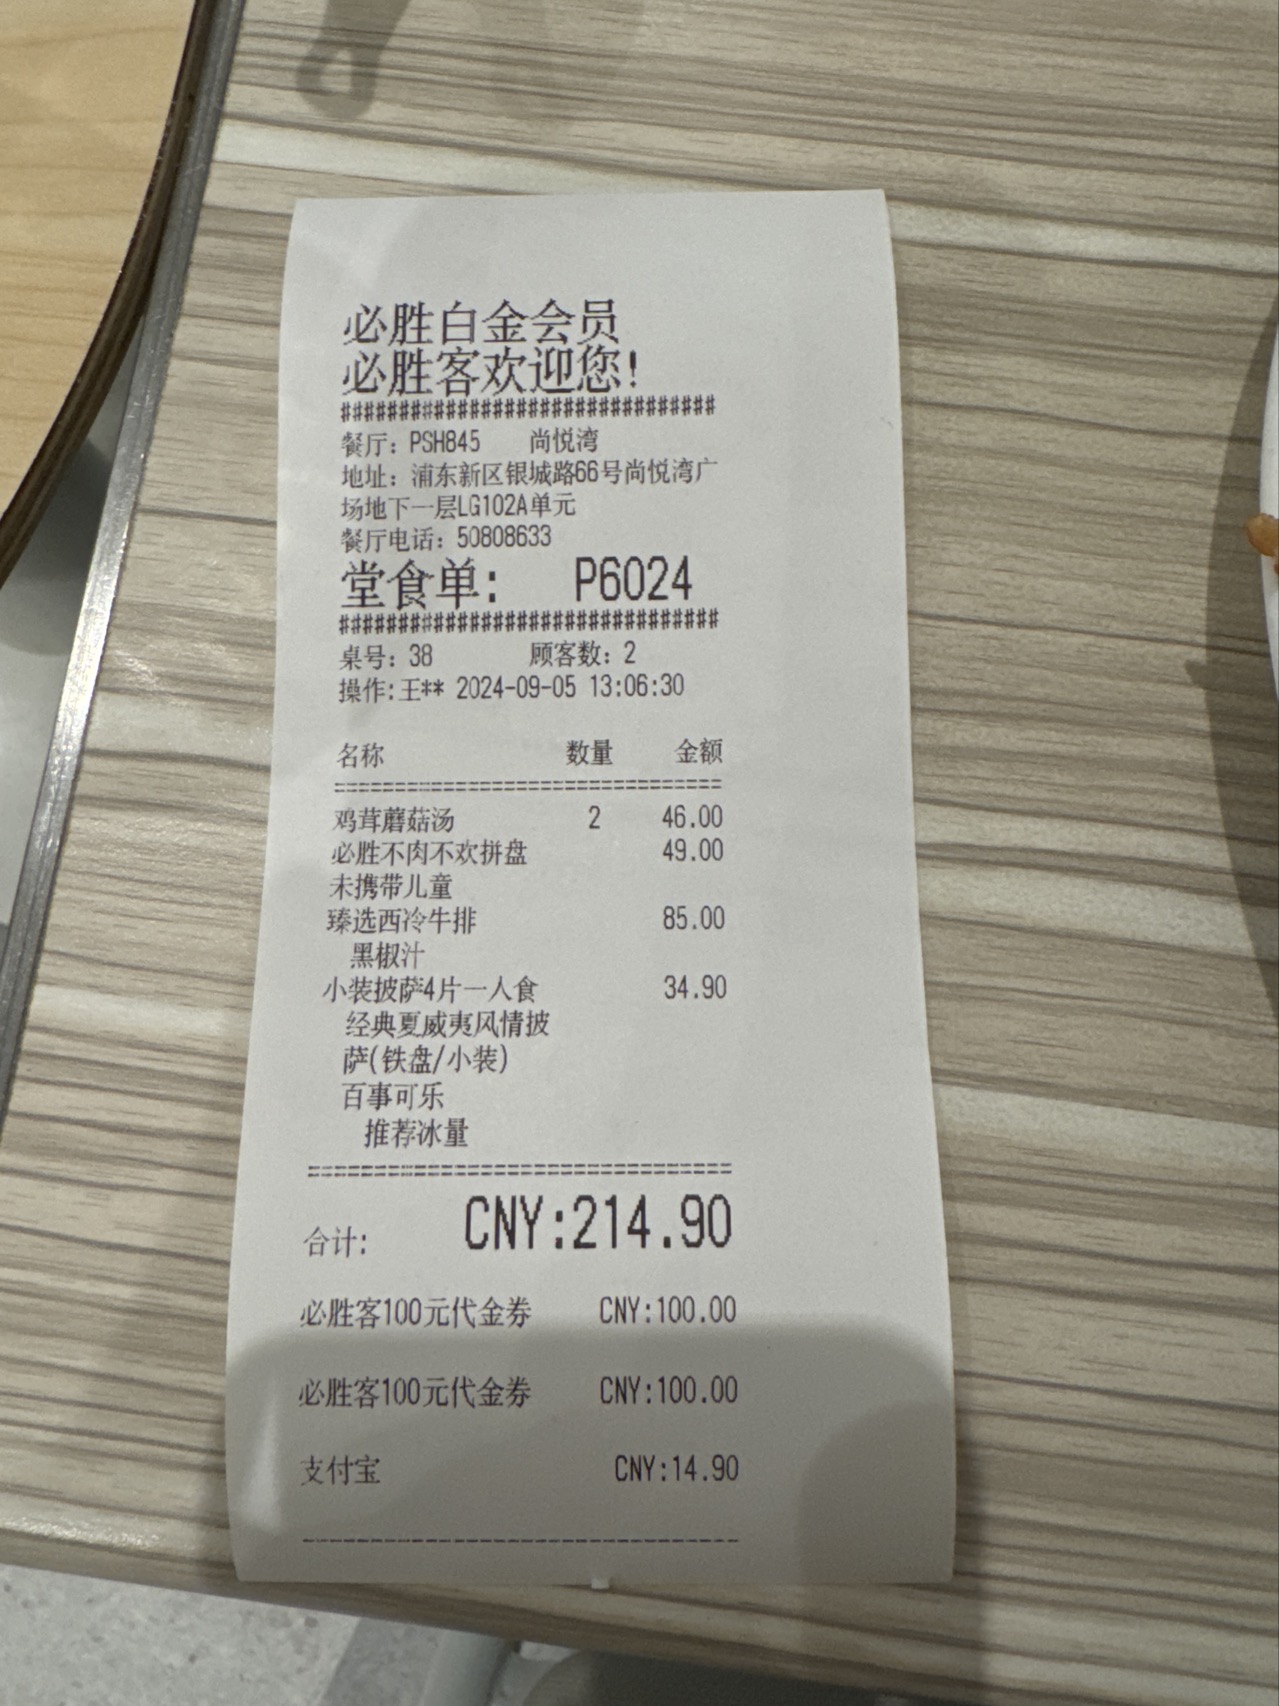 必胜白金会员
必胜客欢迎您!
################################
餐厅: PSH845 尚悦湾
地址: 浦东新区银城路66号尚悦湾广
场地下一层LG102A单元
餐厅电话: 50808633
堂食单: P6024
################################
桌号: 38 顾客数: 2
操作:王** 2024-09-05 13:06:30
名称 数量 金额
=================================
鸡茸蘑菇汤 2 46.00
必胜不肉不欢拼盘 49.00
未携带儿童
臻选西冷牛排 85.00
黑椒汁
小装披萨4片一人食 34.90
经典夏威夷风情披
萨(铁盘/小装)
百事可乐
推荐冰量
=================================
合计: CNY:214.90
必胜客100元代金券 CNY:100.00
必胜客100元代金券 CNY:100.00
支付宝 CNY:14.90
---------------------------------